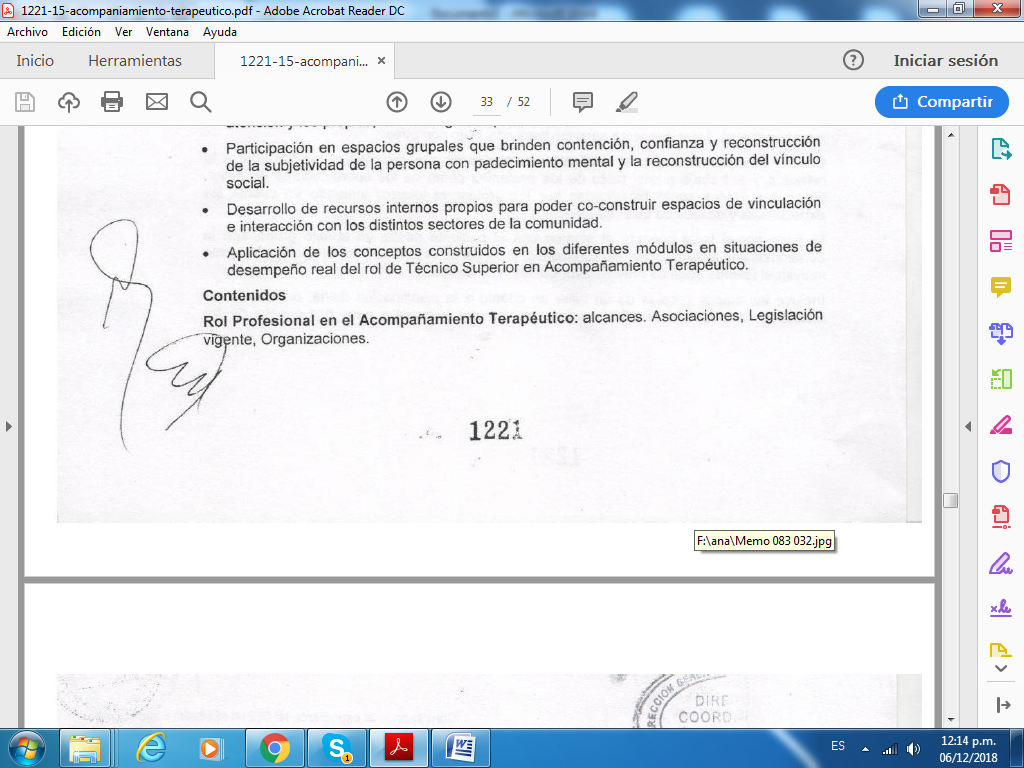 1221-15-acompaniamiento-terapeutico.pdf - Adobe Acrobat Reader DC
Archivo Edición Ver Ventana Ayuda
Inicio Herramientas 1221-15-acompani... × Iniciar sesión
33 / 52 Compartir
• Participación en espacios grupales que brinden contención, confianza y reconstrucción
de la subjetividad de la persona con padecimiento mental y la reconstrucción del vínculo
social.
• Desarrollo de recursos internos propios para poder co-construir espacios de vinculación
e interacción con los distintos sectores de la comunidad.
• Aplicación de los conceptos construidos en los diferentes módulos en situaciones de
desempeño real del rol de Técnico Superior en Acompañamiento Terapéutico.
Contenidos
Rol Profesional en el Acompañamiento Terapéutico: alcances. Asociaciones, Legislación
vigente, Organizaciones.
1221
F:\ana\Memo 083 032.jpg
DIRE
COORD.
ES 12:14 p.m.
06/12/2018